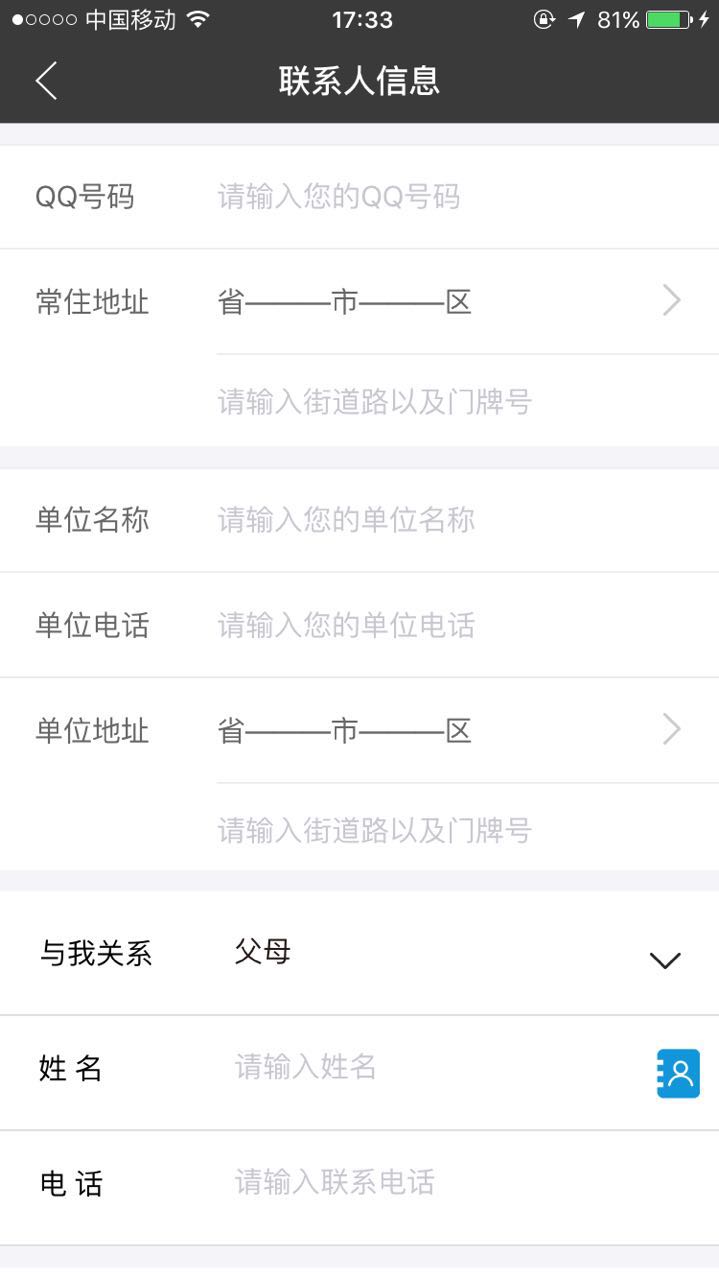 中国移动 17:33 81%
联系人信息
QQ号码 请输入您的QQ号码
常住地址 省———市———区
请输入街道路以及门牌号
单位名称 请输入您的单位名称
单位电话 请输入您的单位电话
单位地址 省———市———区
请输入街道路以及门牌号
与我关系 父母
姓 名 请输入姓名
电 话 请输入联系电话